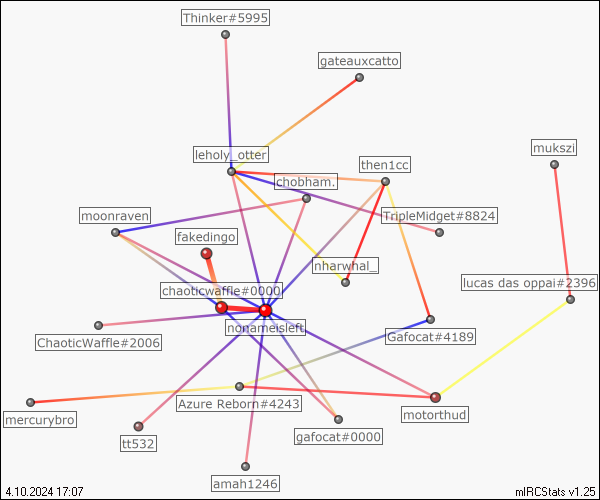 Thinker#5995
gateauxcatto
mukszi
leholy_otter
then1cc
chobham.
moonraven
TripleMidget#8824
fakedingo
nharwhal_
lucas das oppai#2396
chaoticwaffle#0000
nonameisleft
ChaoticWaffle#2006
Gafocat#4189
Azure Reborn#4243
motorthud
mercurybro
gafocat#0000
tt532
amah1246
4.10.2024 17:07
mIRCStats v1.25